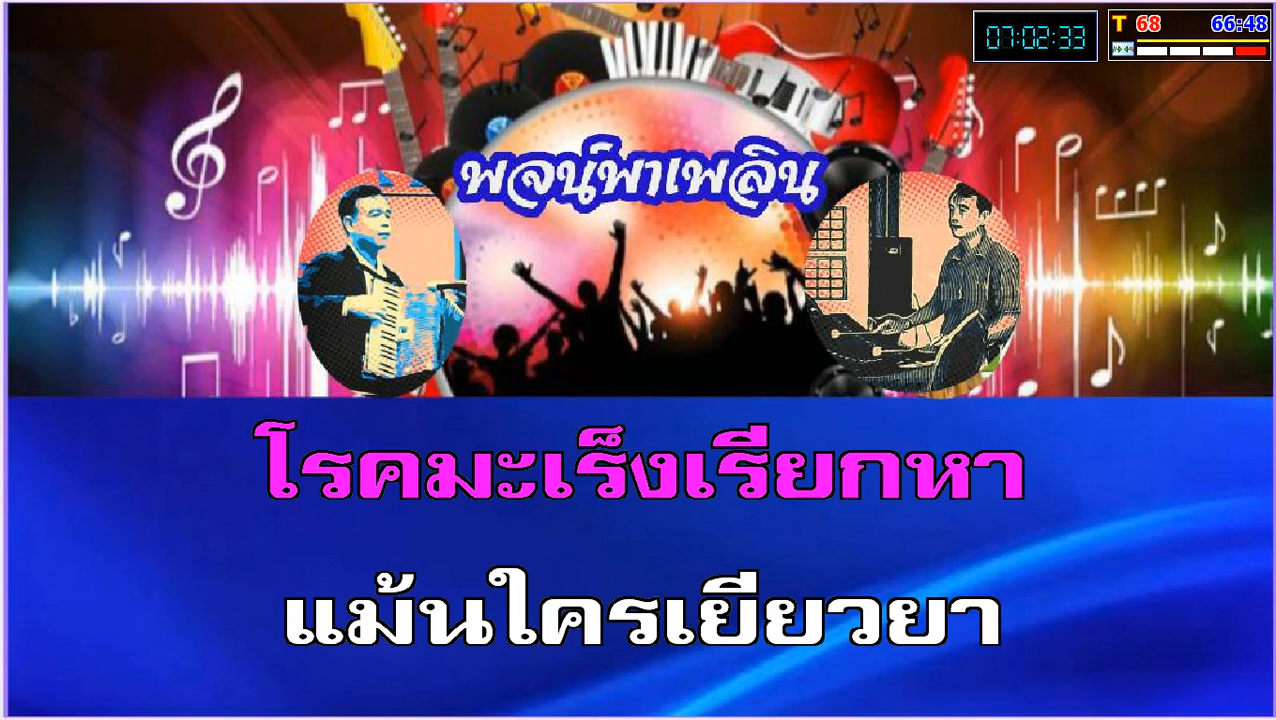 07:02:33
T 68 66:48
พจน์พาเพลิน
โรคมะเร็งเรียกหา
แม้นใครเยียวยา